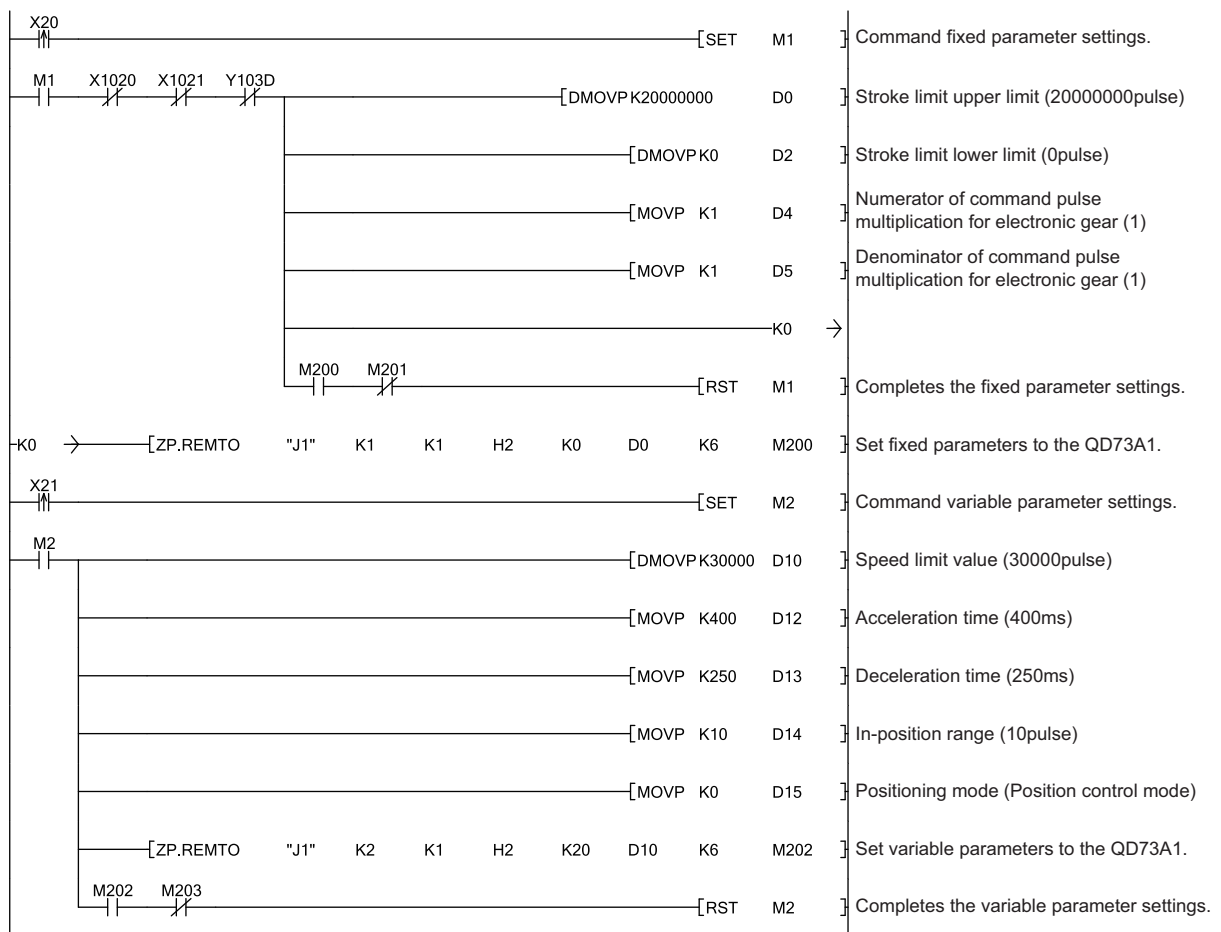 X20
[SET M1 ] Command fixed parameter settings.
M1 X1020 X1021 Y103D
[DMOVP K20000000 D0 ] Stroke limit upper limit (20000000pulse)
[DMOVP K0 D2 ] Stroke limit lower limit (0pulse)
[MOVP K1 D4 ] Numerator of command pulse
multiplication for electronic gear (1)
[MOVP K1 D5 ] Denominator of command pulse
multiplication for electronic gear (1)
K0
M200 M201
[RST M1 ] Completes the fixed parameter settings.
K0 [ZP.REMTO "J1" K1 K1 H2 K0 D0 K6 M200 ] Set fixed parameters to the QD73A1.
X21
[SET M2 ] Command variable parameter settings.
M2
[DMOVP K30000 D10 ] Speed limit value (30000pulse)
[MOVP K400 D12 ] Acceleration time (400ms)
[MOVP K250 D13 ] Deceleration time (250ms)
[MOVP K10 D14 ] In-position range (10pulse)
[MOVP K0 D15 ] Positioning mode (Position control mode)
[ZP.REMTO "J1" K2 K1 H2 K20 D10 K6 M202 ] Set variable parameters to the QD73A1.
M202 M203
[RST M2 ] Completes the variable parameter settings.